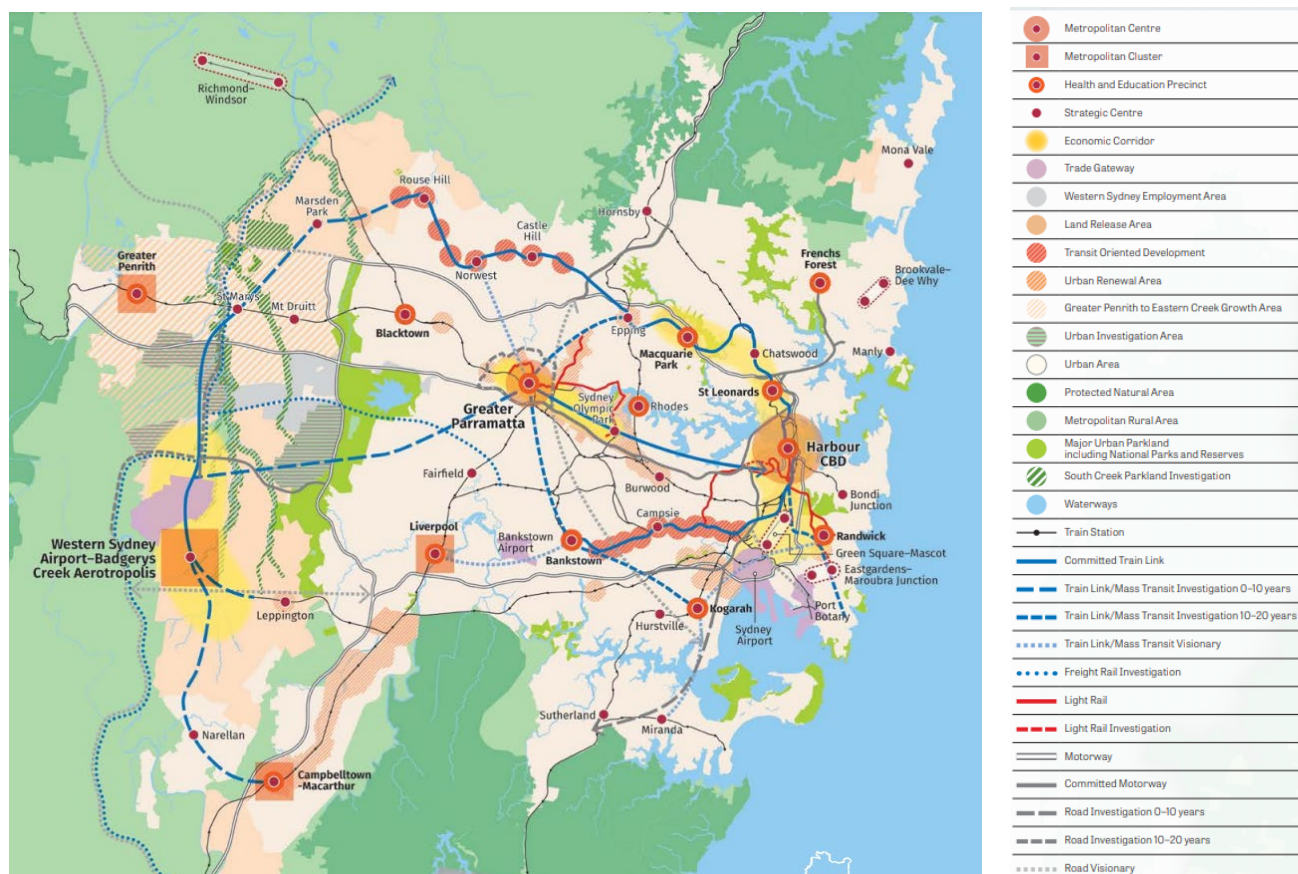 Richmond–
Windsor
Mona Vale
Rouse Hill
Marsden
Park
Hornsby
Castle
Hill
Norwest
Greater
Penrith
Frenchs
Forest
Brookvale–
Dee Why
St Marys
Mt Druitt
Blacktown
Epping
Macquarie
Park
Chatswood
Manly
St Leonards
Greater
Parramatta
Sydney
Olympic
Park
Rhodes
Harbour
CBD
Fairfield
Burwood
Bondi
Junction
Campsie
Liverpool
Bankstown
Airport
Bankstown
Randwick
Green Square–Mascot
Eastgardens–
Maroubra Junction
Western Sydney
Airport–Badgerys
Creek Aerotropolis
Leppington
Kogarah
Hurstville
Sydney
Airport
Port
Botany
Sutherland
Miranda
Narellan
Campbelltown
-Macarthur
Metropolitan Centre
Metropolitan Cluster
Health and Education Precinct
Strategic Centre
Economic Corridor
Trade Gateway
Western Sydney Employment Area
Land Release Area
Transit Oriented Development
Urban Renewal Area
Greater Penrith to Eastern Creek Growth Area
Urban Investigation Area
Urban Area
Protected Natural Area
Metropolitan Rural Area
Major Urban Parkland
including National Parks and Reserves
South Creek Parkland Investigation
Waterways
Train Station
Committed Train Link
Train Link/Mass Transit Investigation 0–10 years
Train Link/Mass Transit Investigation 10–20 years
Train Link/Mass Transit Visionary
Freight Rail Investigation
Light Rail
Light Rail Investigation
Motorway
Committed Motorway
Road Investigation 0–10 years
Road Investigation 10–20 years
Road Visionary